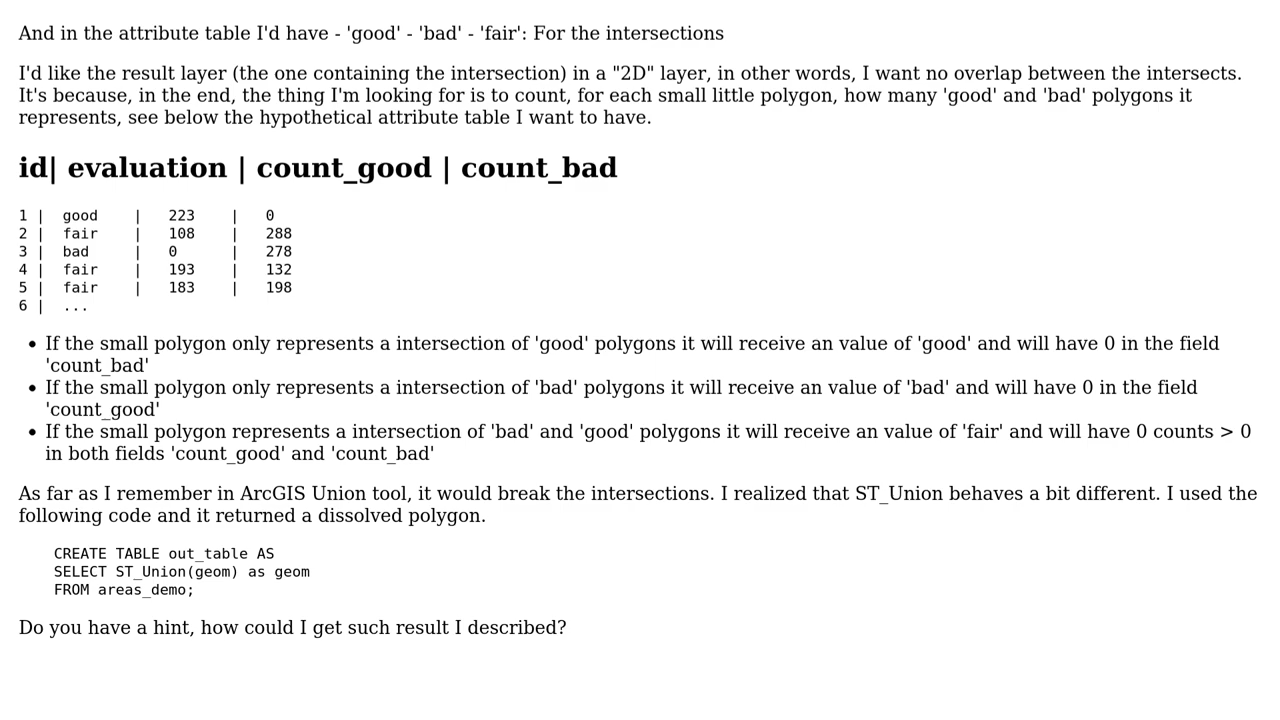 And in the attribute table I'd have - 'good' - 'bad' - 'fair': For the intersections
I'd like the result layer (the one containing the intersection) in a "2D" layer, in other words, I want no overlap between the intersects.
It's because, in the end, the thing I'm looking for is to count, for each small little polygon, how many 'good' and 'bad' polygons it
represents, see below the hypothetical attribute table I want to have.
id| evaluation | count_good | count_bad
1 |  good    |   223    |   0
2 |  fair    |   108    |   288
3 |  bad     |   0      |   278
4 |  fair    |   193    |   132
5 |  fair    |   183    |   198
6 |  ...
• If the small polygon only represents a intersection of 'good' polygons it will receive an value of 'good' and will have 0 in the field
'count_bad'
• If the small polygon only represents a intersection of 'bad' polygons it will receive an value of 'bad' and will have 0 in the field
'count_good'
• If the small polygon represents a intersection of 'bad' and 'good' polygons it will receive an value of 'fair' and will have 0 counts > 0
in both fields 'count_good' and 'count_bad'
As far as I remember in ArcGIS Union tool, it would break the intersections. I realized that ST_Union behaves a bit different. I used the
following code and it returned a dissolved polygon.
CREATE TABLE out_table AS
SELECT ST_Union(geom) as geom
FROM areas_demo;
Do you have a hint, how could I get such result I described?